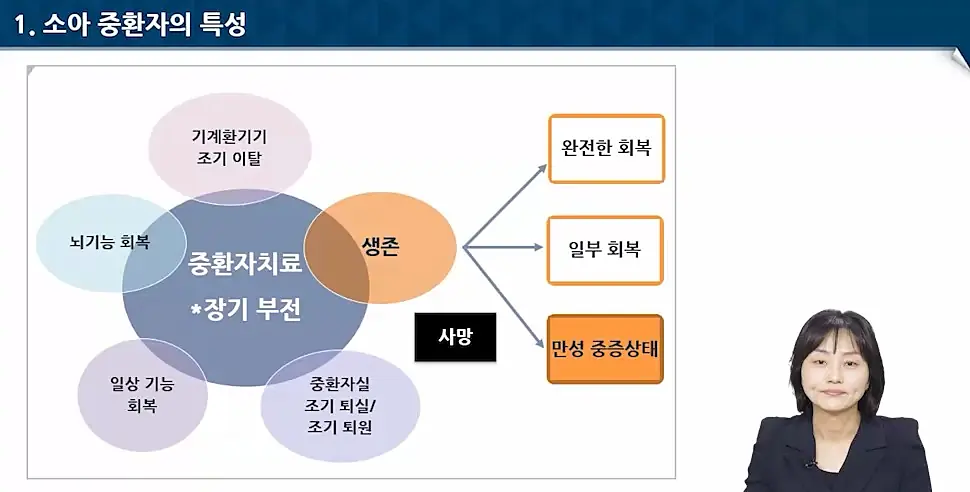 1. 소아 중환자의 특성
기계환기기
조기 이탈
뇌기능 회복
중환자치료
*장기 부전
생존
일상 기능
회복
중환자실
조기 퇴실/
조기 퇴원
사망
완전한 회복
일부 회복
만성 중증상태